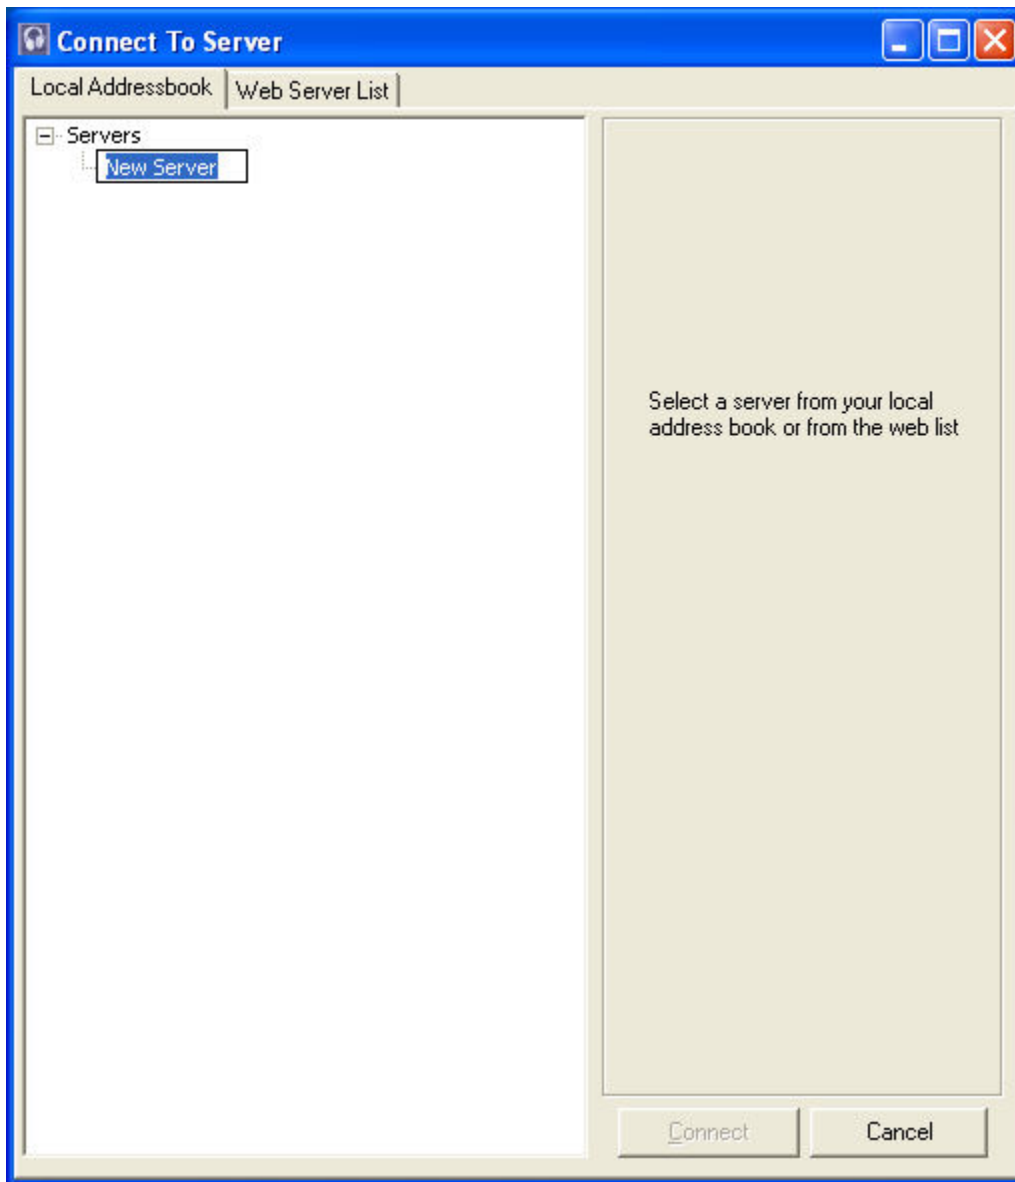 Connect To Server
Local Addressbook
Web Server List
Servers
New Server
Select a server from your local
address book or from the web list
Connect
Cancel